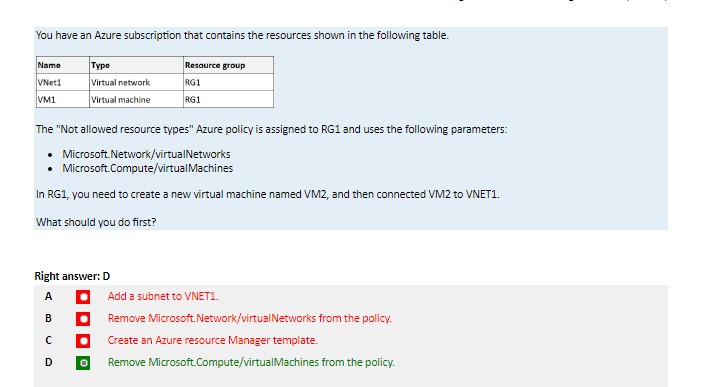 You have an Azure subscription that contains the resources shown in the following table.
Name Type Resource group
VNet1 Virtual network RG1
VM1 Virtual machine RG1
The "Not allowed resource types" Azure policy is assigned to RG1 and uses the following parameters:
• Microsoft.Network/virtualNetworks
• Microsoft.Compute/virtualMachines
In RG1, you need to create a new virtual machine named VM2, and then connected VM2 to VNET1.
What should you do first?
Right answer: D
A Add a subnet to VNET1.
B Remove Microsoft.Network/virtualNetworks from the policy.
C Create an Azure resource Manager template.
D Remove Microsoft.Compute/virtualMachines from the policy.